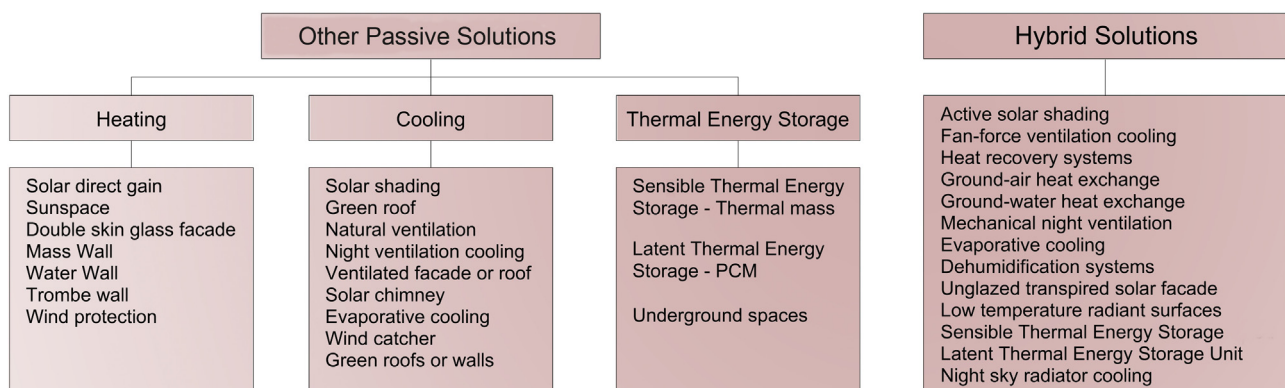 Other Passive Solutions
Heating
Solar direct gain
Sunspace
Double skin glass facade
Mass Wall
Water Wall
Trombe wall
Wind protection
Cooling
Solar shading
Green roof
Natural ventilation
Night ventilation cooling
Ventilated facade or roof
Solar chimney
Evaporative cooling
Wind catcher
Green roofs or walls
Thermal Energy Storage
Sensible Thermal Energy
Storage - Thermal mass
Latent Thermal Energy
Storage - PCM
Underground spaces
Hybrid Solutions
Active solar shading
Fan-force ventilation cooling
Heat recovery systems
Ground-air heat exchange
Ground-water heat exchange
Mechanical night ventilation
Evaporative cooling
Dehumidification systems
Unglazed transpired solar facade
Low temperature radiant surfaces
Sensible Thermal Energy Storage
Latent Thermal Energy Storage Unit
Night sky radiator cooling